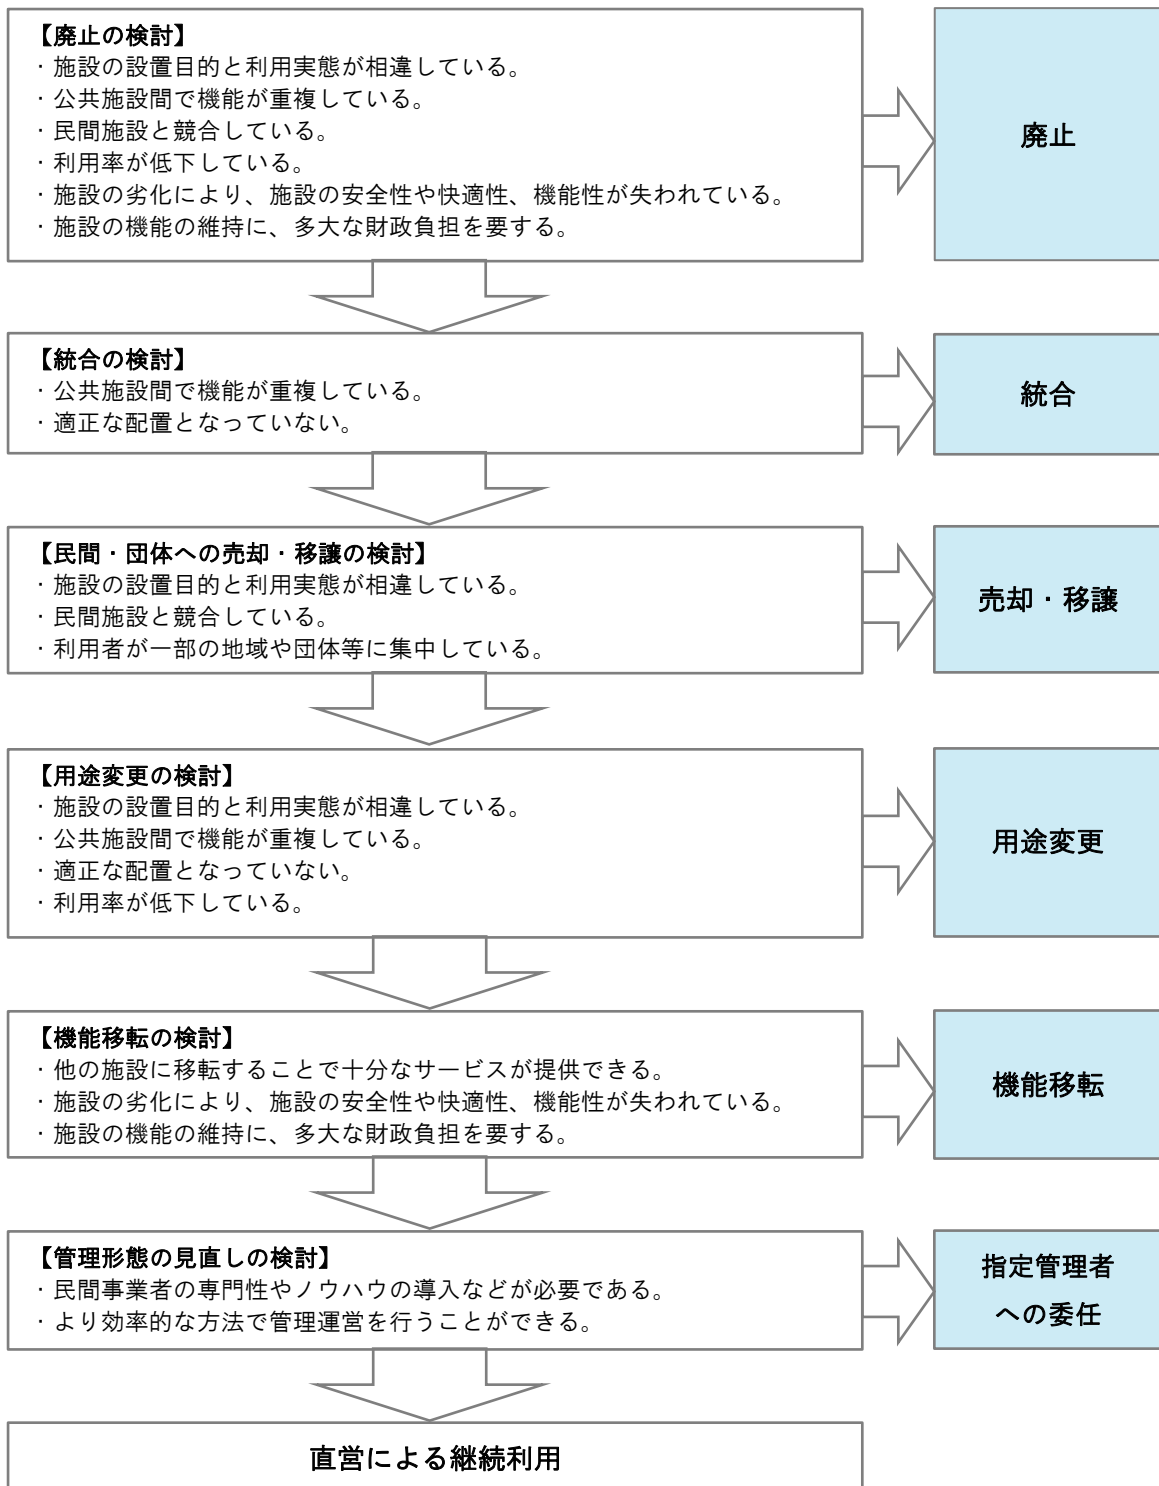 【廃止の検討】
・施設の設置目的と利用実態が相違している。
・公共施設間で機能が重複している。
・民間施設と競合している。
・利用率が低下している。
・施設の劣化により、施設の安全性や快適性、機能性が失われている。
・施設の機能の維持に、多大な財政負担を要する。
廃止
【統合の検討】
・公共施設間で機能が重複している。
・適正な配置となっていない。
統合
【民間・団体への売却・移譲の検討】
・施設の設置目的と利用実態が相違している。
・民間施設と競合している。
・利用者が一部の地域や団体等に集中している。
売却・移譲
【用途変更の検討】
・施設の設置目的と利用実態が相違している。
・公共施設間で機能が重複している。
・適正な配置となっていない。
・利用率が低下している。
用途変更
【機能移転の検討】
・他の施設に移転することで十分なサービスが提供できる。
・施設の劣化により、施設の安全性や快適性、機能性が失われている。
・施設の機能の維持に、多大な財政負担を要する。
機能移転
【管理形態の見直しの検討】
・民間事業者の専門性やノウハウの導入などが必要である。
・より効率的な方法で管理運営を行うことができる。
指定管理者
への委任
直営による継続利用